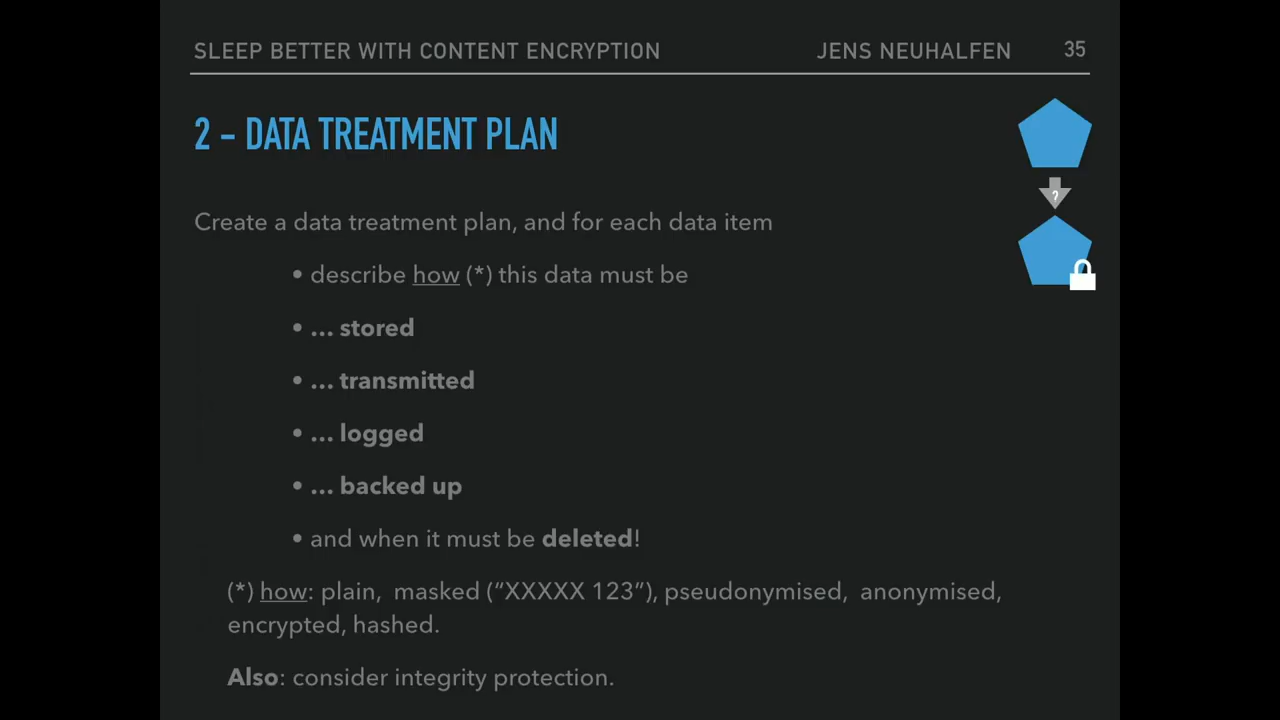 SLEEP BETTER WITH CONTENT ENCRYPTION JENS NEUHALFEN 35
2 – DATA TREATMENT PLAN
Create a data treatment plan, and for each data item
• describe how (*) this data must be
• … stored
• … transmitted
• … logged
• … backed up
• and when it must be deleted!
(*) how: plain, masked (“XXXXX 123”), pseudonymised, anonymised,
encrypted, hashed.
Also: consider integrity protection.
?